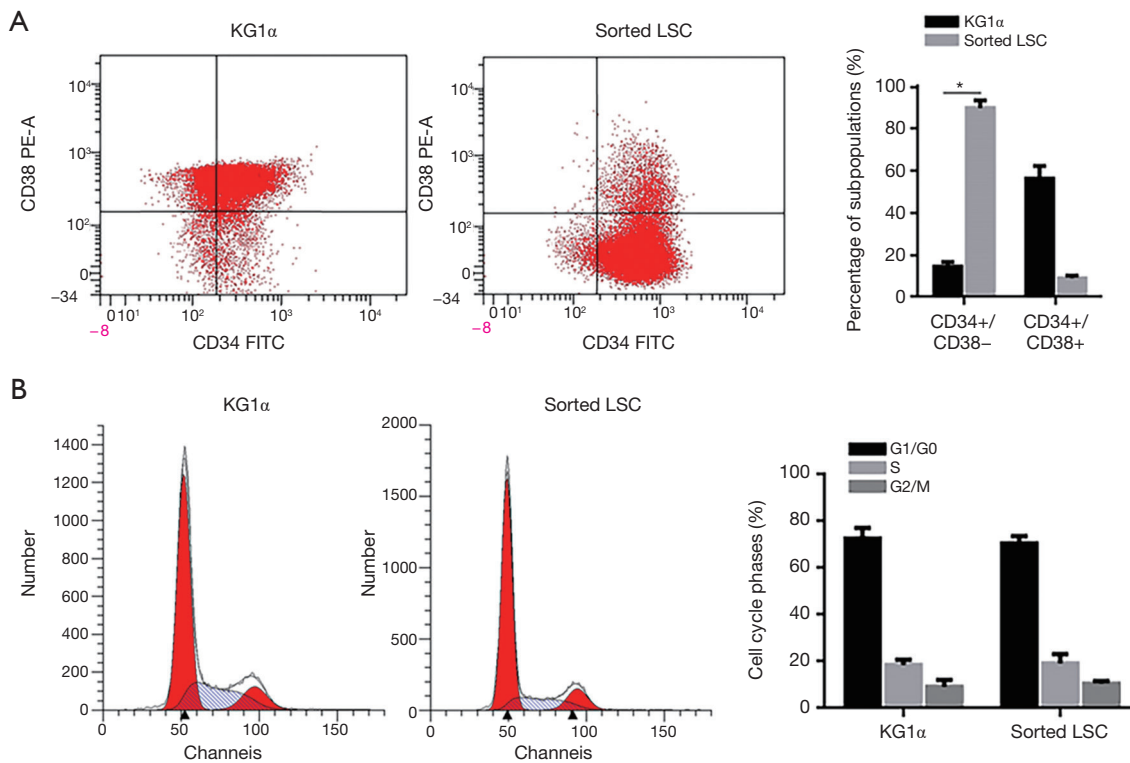 A
KG1α
CD38 PE-A
10⁴
10³
10²
0
−34
0 10¹ 10² 10³ 10⁴
−8
CD34 FITC
Sorted LSC
CD38 PE-A
10⁴
10³
10²
0
−34
0 10¹ 10² 10³ 10⁴
−8
CD34 FITC
KG1α
Sorted LSC
Percentage of subpopulations (%)
100
80
60
40
20
0
*
CD34+/
CD38−
CD34+/
CD38+
B
KG1α
Number
1400
1200
1000
800
600
400
200
0
0 50 100 150
Channeis
Sorted LSC
Number
2000
1500
1000
500
0
0 50 100 150
Channeis
G1/G0
S
G2/M
Cell cycle phases (%)
100
80
60
40
20
0
KG1α
Sorted LSC